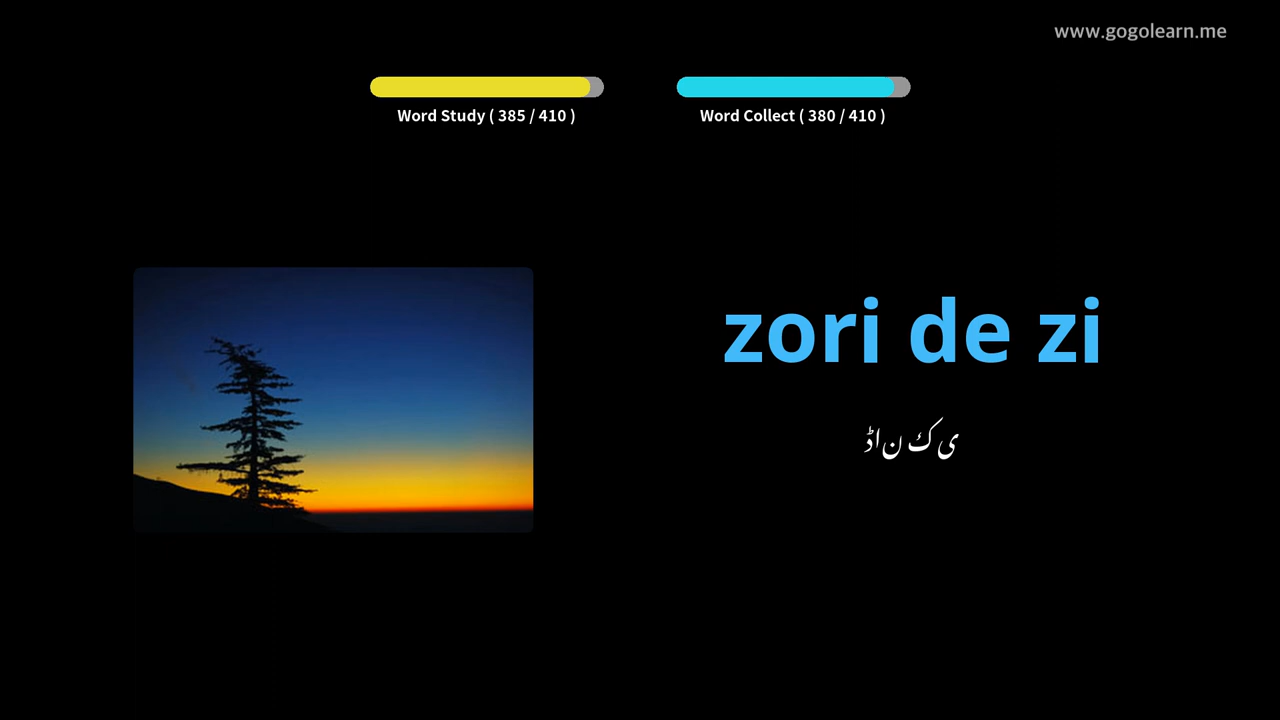 www.gogolearn.me
Word Study ( 385 / 410 )
Word Collect ( 380 / 410 )
zori de zi
ی ک ن اڈ